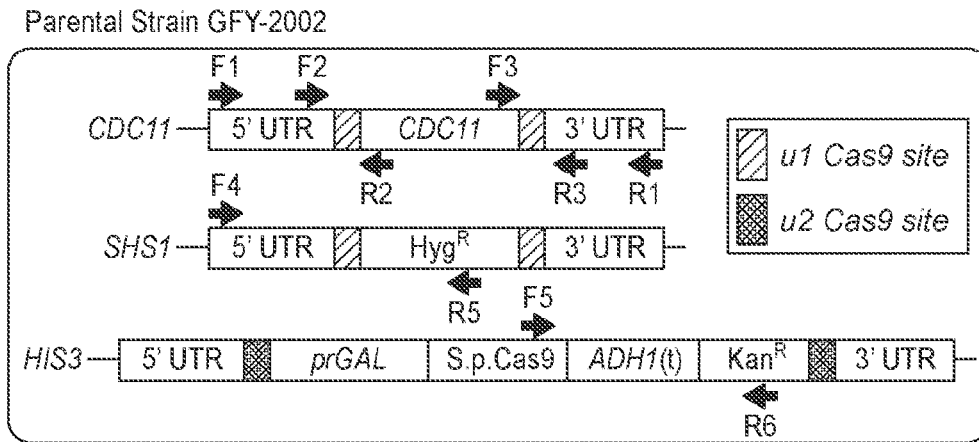 Parental Strain GFY-2002
F1 F2 F3
CDC11 5' UTR CDC11 3' UTR
R2 R3 R1
F4
SHS1 5' UTR Hyg^R 3' UTR
R5 F5
HIS3 5' UTR prGAL S.p.Cas9 ADH1(t) Kan^R 3' UTR
R6
u1 Cas9 site
u2 Cas9 site